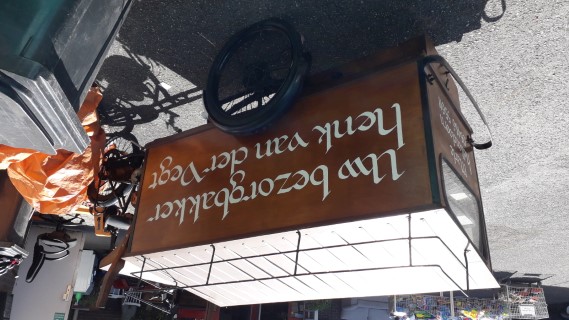 Uw bezorgbakker
henk van der Vegt